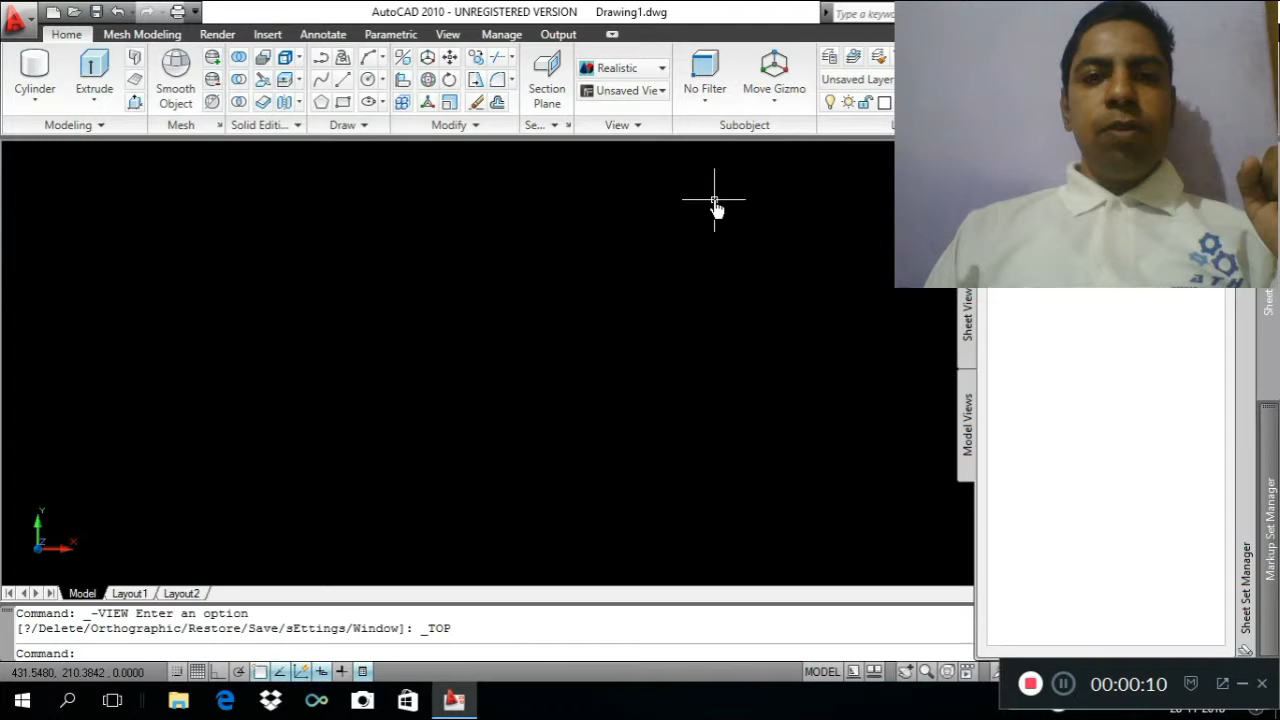 AutoCAD 2010 - UNREGISTERED VERSION Drawing1.dwg
Type a keyw
Home Mesh Modeling Render Insert Annotate Parametric View Manage Output
Realistic
Unsaved Vie
Unsaved Layer
Cylinder Extrude Smooth Object Section Plane No Filter Move Gizmo
Modeling Mesh Solid Editi... Draw Modify Se... View Subobject
ATH
Sheet
Sheet View
Model Views
Sheet Set Manager
Markup Set Manager
Y
Z
X
Model Layout1 Layout2
Command: _-VIEW Enter an option
[?/Delete/Orthographic/Restore/Save/sEttings/Window]: _TOP
Command:
431.5480, 210.3842, 0.0000
MODEL
00:00:10